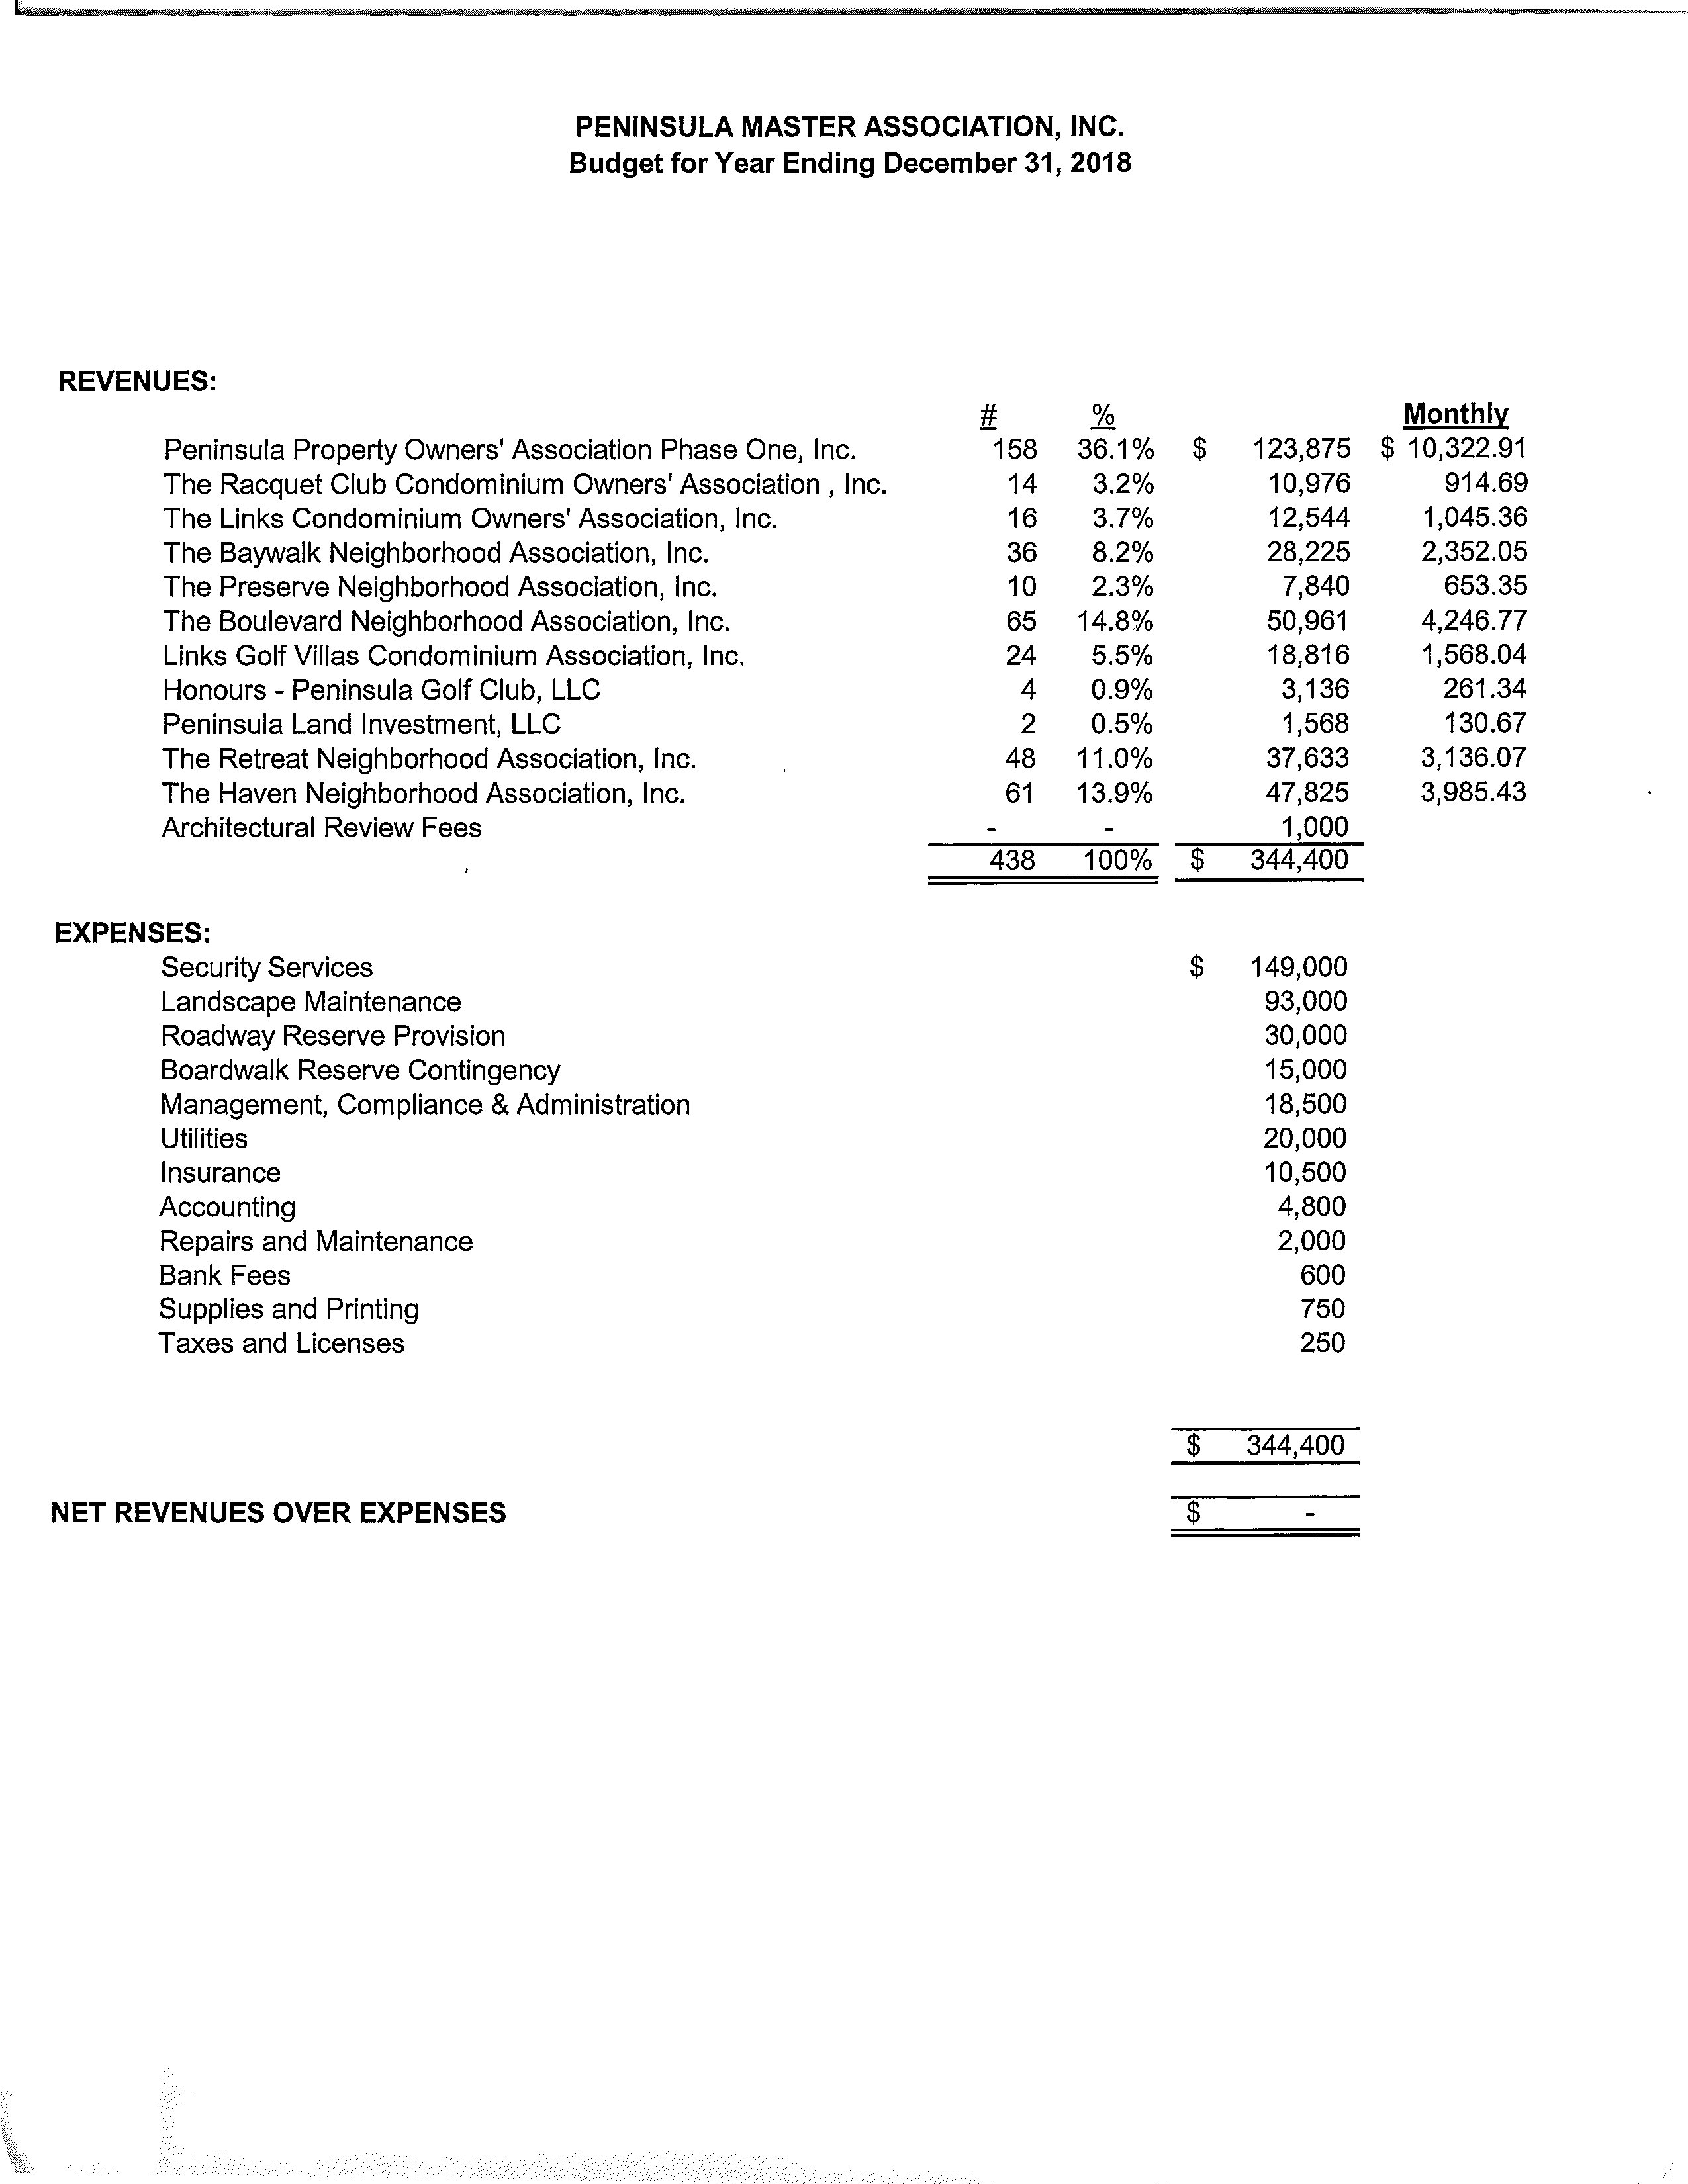 PENINSULA MASTER ASSOCIATION, INC.
Budget for Year Ending December 31, 2018
REVENUES:
# % Monthly
Peninsula Property Owners' Association Phase One, Inc. 158 36.1% $ 123,875 $ 10,322.91
The Racquet Club Condominium Owners' Association , Inc. 14 3.2% 10,976 914.69
The Links Condominium Owners' Association, Inc. 16 3.7% 12,544 1,045.36
The Baywalk Neighborhood Association, Inc. 36 8.2% 28,225 2,352.05
The Preserve Neighborhood Association, Inc. 10 2.3% 7,840 653.35
The Boulevard Neighborhood Association, Inc. 65 14.8% 50,961 4,246.77
Links Golf Villas Condominium Association, Inc. 24 5.5% 18,816 1,568.04
Honours - Peninsula Golf Club, LLC 4 0.9% 3,136 261.34
Peninsula Land Investment, LLC 2 0.5% 1,568 130.67
The Retreat Neighborhood Association, Inc. 48 11.0% 37,633 3,136.07
The Haven Neighborhood Association, Inc. 61 13.9% 47,825 3,985.43
Architectural Review Fees - - 1,000
438 100% $ 344,400
EXPENSES:
Security Services $ 149,000
Landscape Maintenance 93,000
Roadway Reserve Provision 30,000
Boardwalk Reserve Contingency 15,000
Management, Compliance & Administration 18,500
Utilities 20,000
Insurance 10,500
Accounting 4,800
Repairs and Maintenance 2,000
Bank Fees 600
Supplies and Printing 750
Taxes and Licenses 250
$ 344,400
NET REVENUES OVER EXPENSES $ -